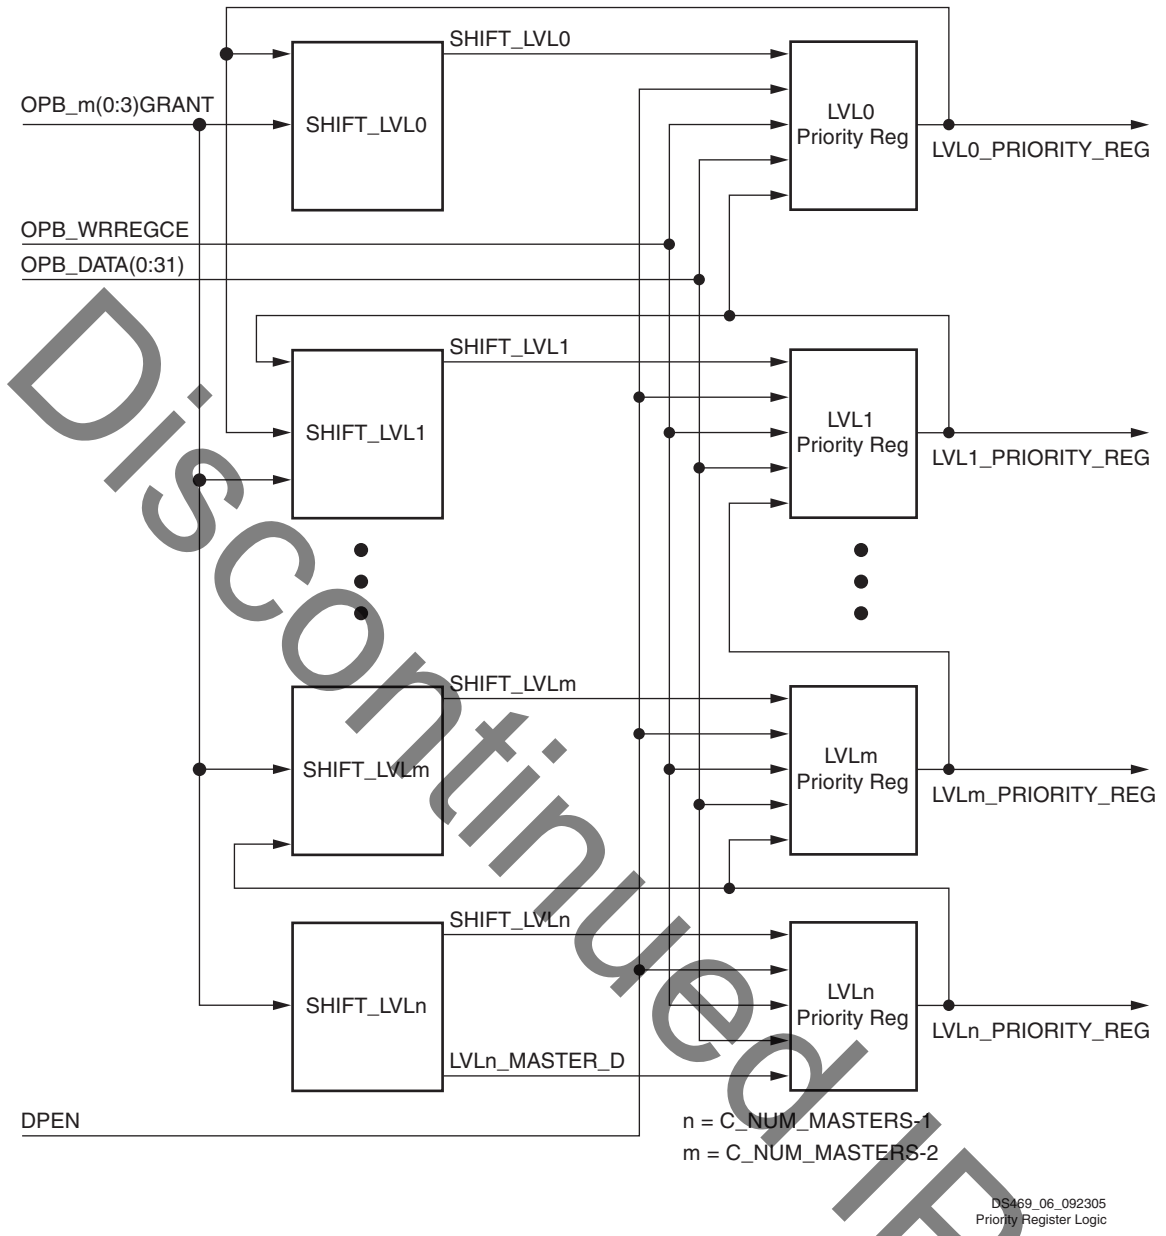 SHIFT_LVL0
OPB_m(0:3)GRANT
SHIFT_LVL0
LVL0
Priority Reg
LVL0_PRIORITY_REG
OPB_WRREGCE
OPB_DATA(0:31)
SHIFT_LVL1
SHIFT_LVL1
LVL1
Priority Reg
LVL1_PRIORITY_REG
SHIFT_LVLm
SHIFT_LVLm
LVLm
Priority Reg
LVLm_PRIORITY_REG
SHIFT_LVLn
SHIFT_LVLn
LVLn
Priority Reg
LVLn_PRIORITY_REG
LVLn_MASTER_D
DPEN
n = C_NUM_MASTERS-1
m = C_NUM_MASTERS-2
DS469_06_092305
Priority Register Logic
Discontinued IP